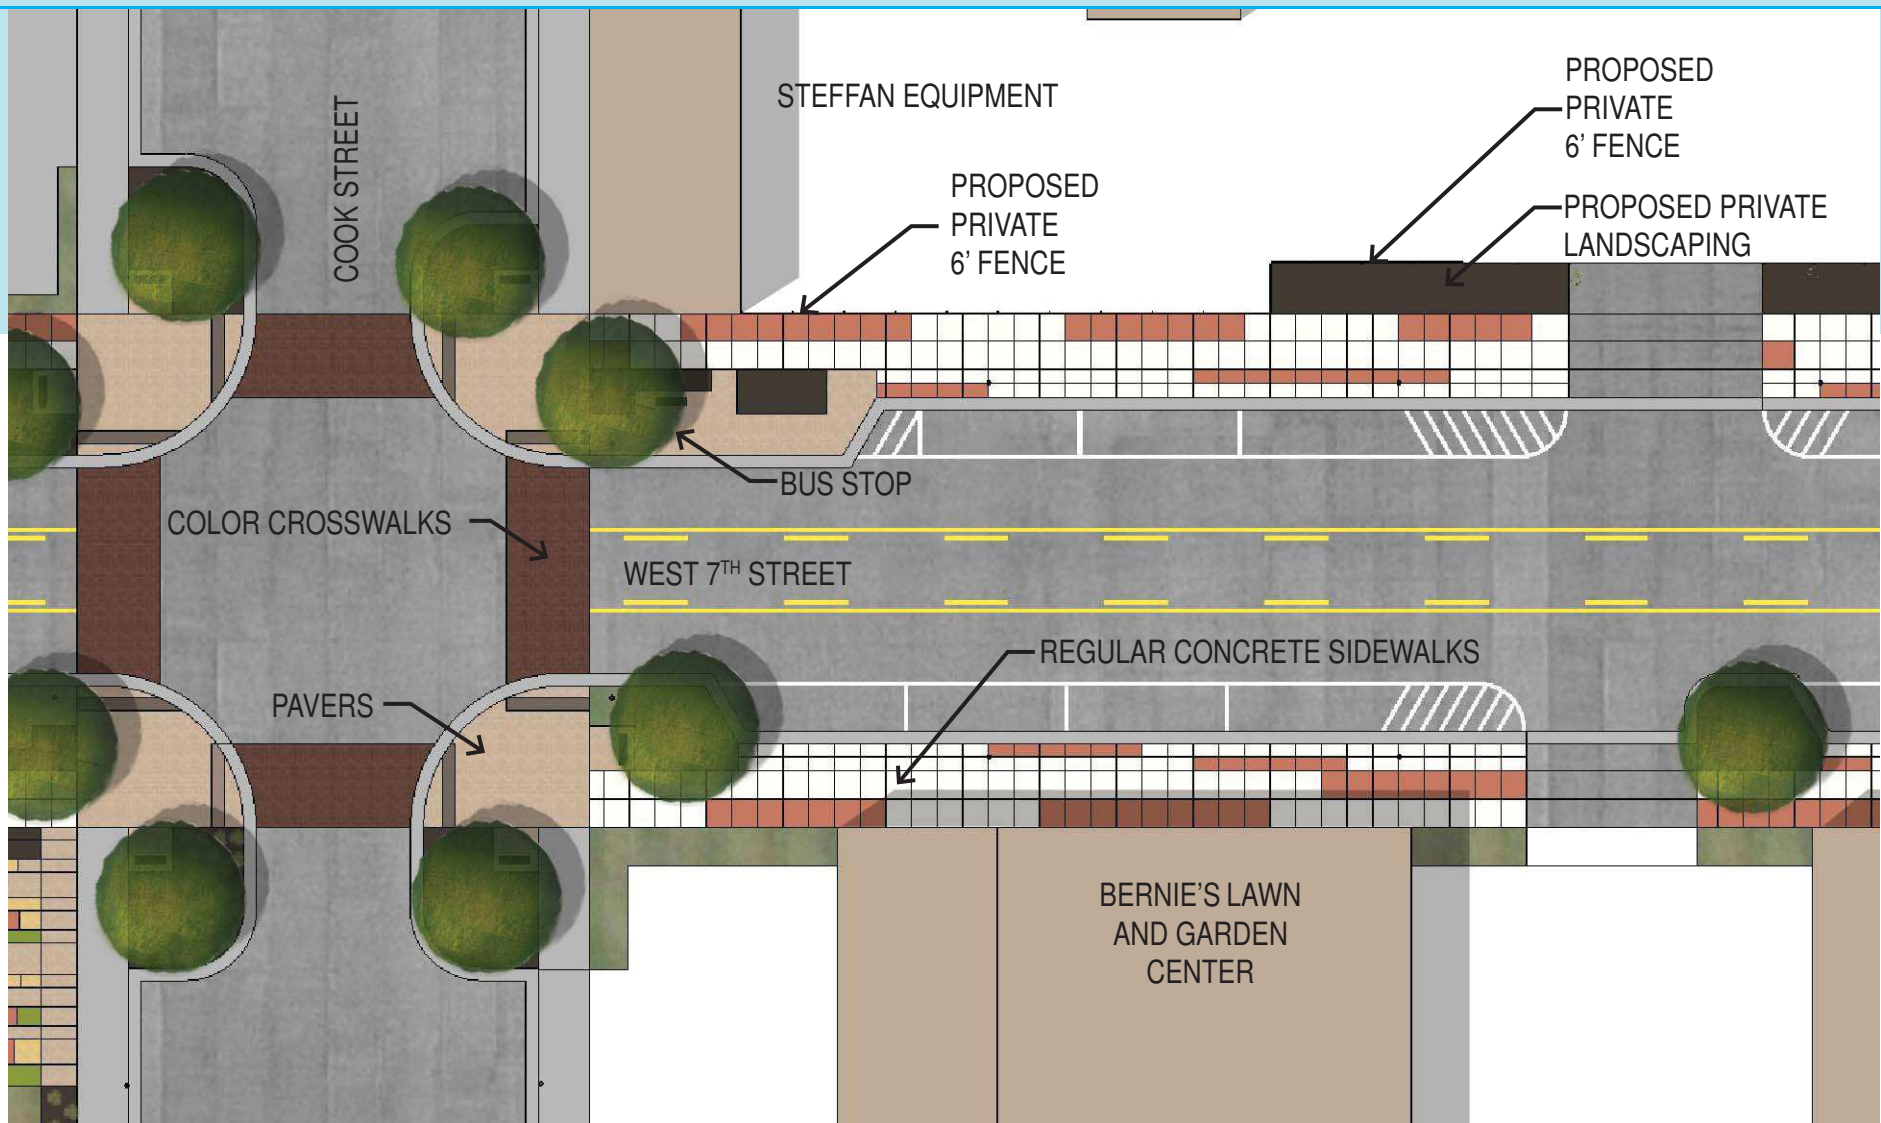 COOK STREET
STEFFAN EQUIPMENT
PROPOSED
PRIVATE
6’ FENCE
PROPOSED
PRIVATE
6’ FENCE
PROPOSED PRIVATE
LANDSCAPING
BUS STOP
COLOR CROSSWALKS
WEST 7TH STREET
REGULAR CONCRETE SIDEWALKS
PAVERS
BERNIE’S LAWN
AND GARDEN
CENTER